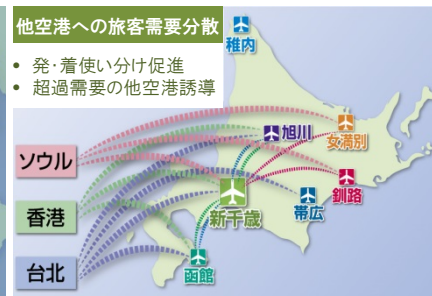 他空港への旅客需要分散
• 発・着使い分け促進
• 超過需要の他空港誘導
稚内
旭川
女満別
ソウル
釧路
香港
新千歳
帯広
台北
函館